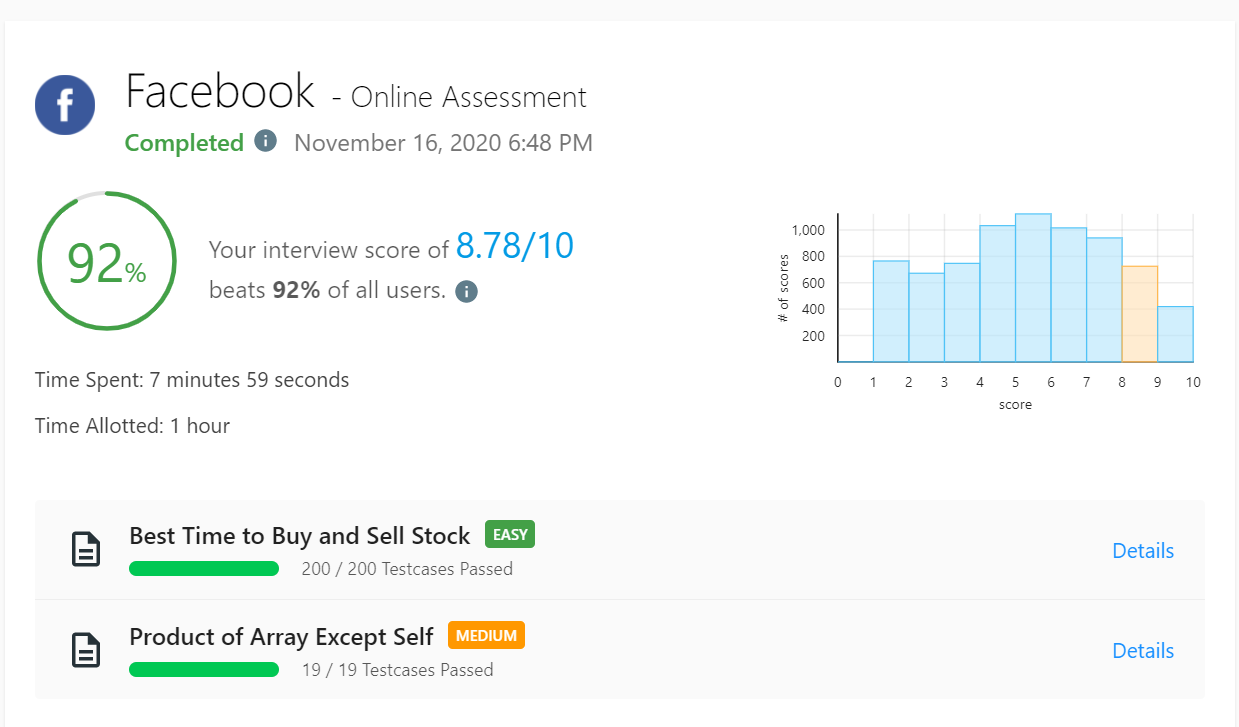 Facebook - Online Assessment
Completed i November 16, 2020 6:48 PM
92%
Your interview score of 8.78/10
beats 92% of all users. i
Time Spent: 7 minutes 59 seconds
Time Allotted: 1 hour
# of scores
1,000
800
600
400
200
0 1 2 3 4 5 6 7 8 9 10
score
Best Time to Buy and Sell Stock EASY
200 / 200 Testcases Passed
Details
Product of Array Except Self MEDIUM
19 / 19 Testcases Passed
Details